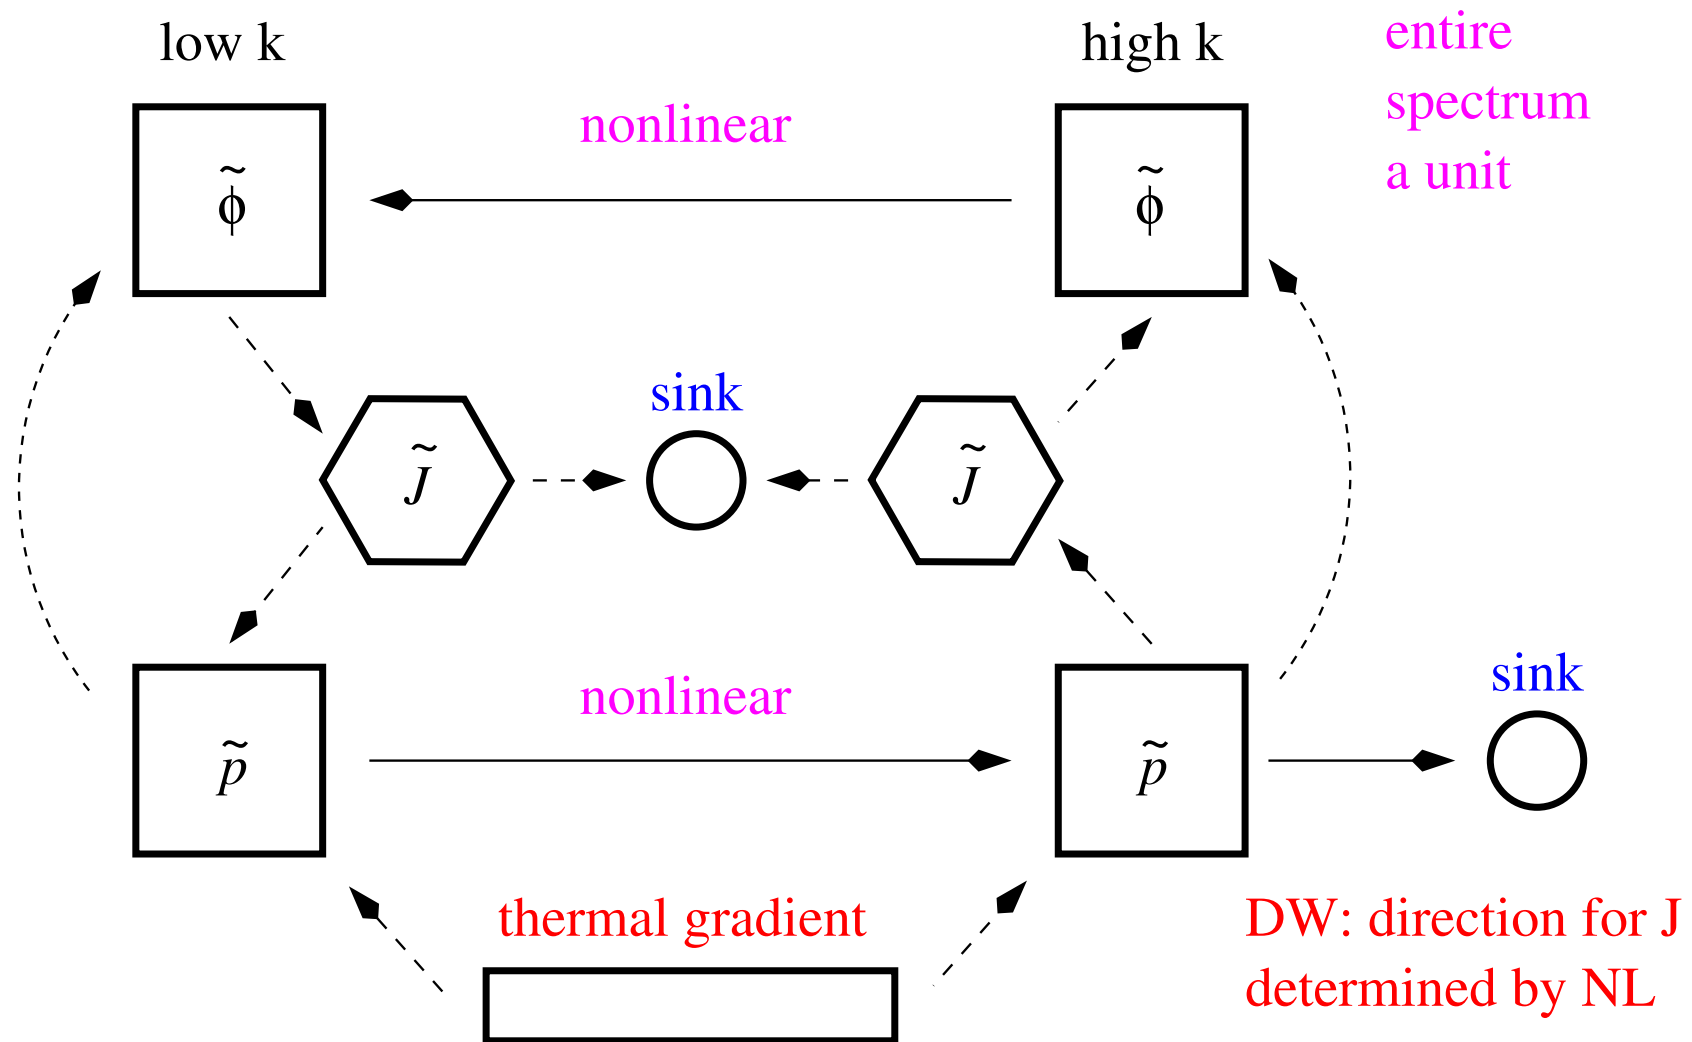 low k
high k
entire
spectrum
a unit
nonlinear
ϕ̃
ϕ̃
sink
J̃
J̃
nonlinear
sink
p̃
p̃
thermal gradient
DW: direction for J
determined by NL